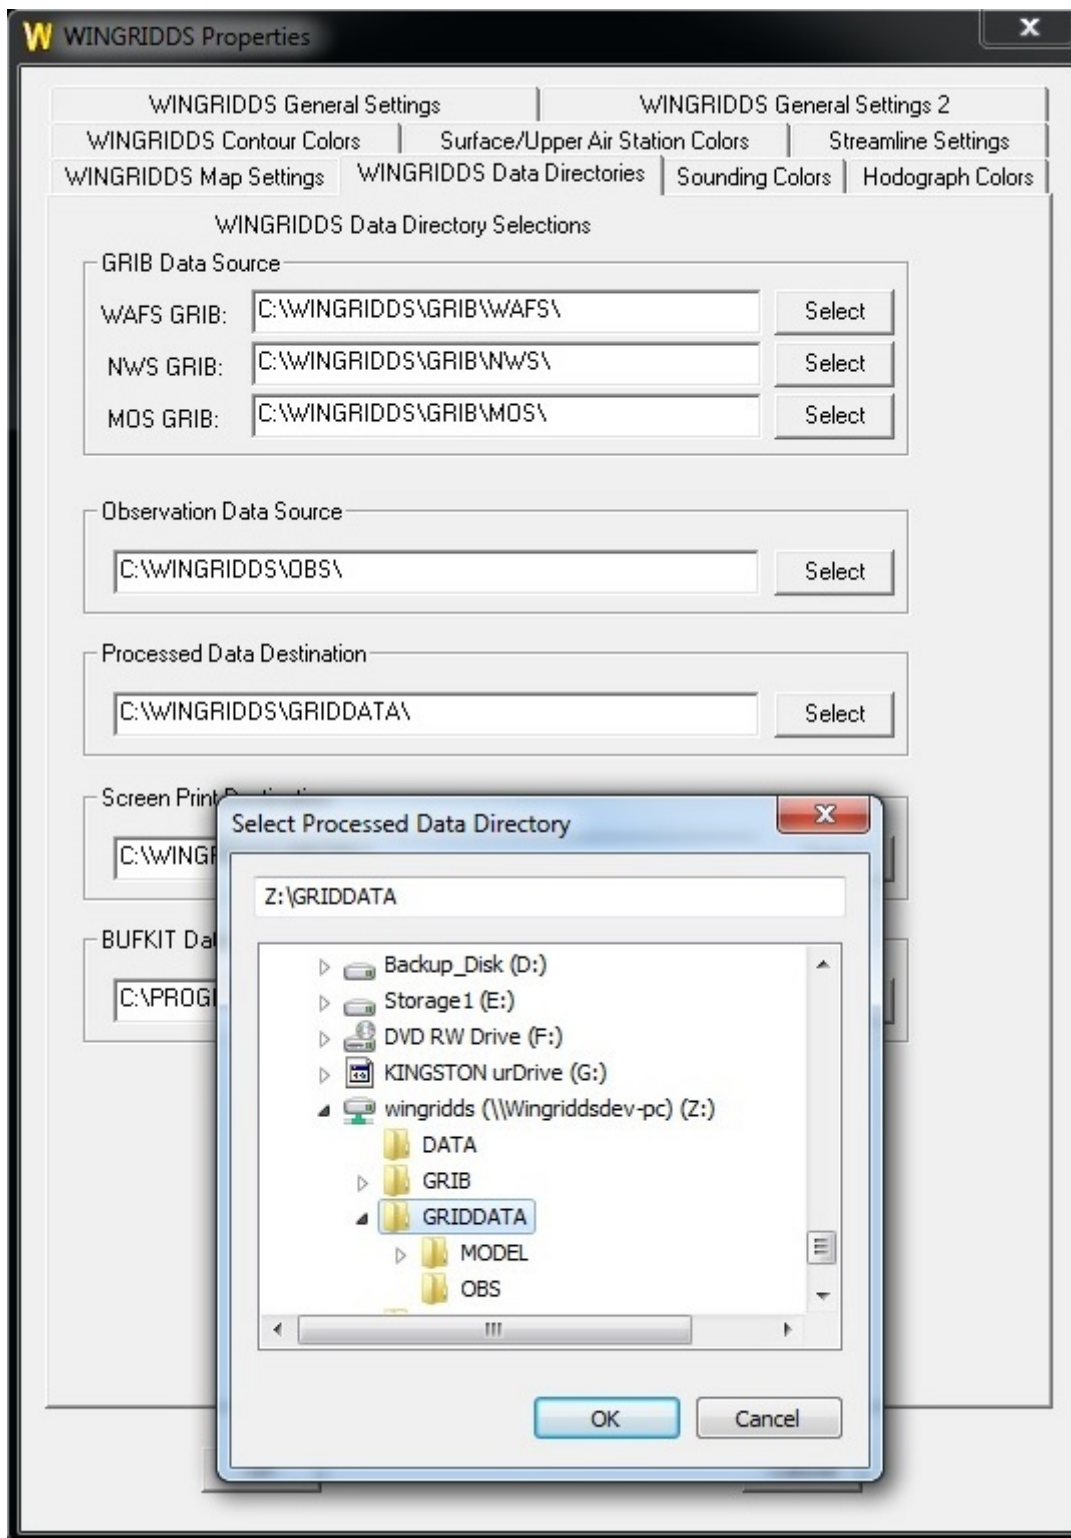 WINGRIDDS Properties
WINGRIDDS General Settings
WINGRIDDS General Settings 2
WINGRIDDS Contour Colors
Surface/Upper Air Station Colors
Streamline Settings
WINGRIDDS Map Settings
WINGRIDDS Data Directories
Sounding Colors
Hodograph Colors
WINGRIDDS Data Directory Selections
GRIB Data Source
WAFS GRIB: C:\WINGRIDDS\GRIB\WAFS\ Select
NWS GRIB: C:\WINGRIDDS\GRIB\NWS\ Select
MOS GRIB: C:\WINGRIDDS\GRIB\MOS\ Select
Observation Data Source
C:\WINGRIDDS\OBS\ Select
Processed Data Destination
C:\WINGRIDDS\GRIDDATA\ Select
Screen Print
C:\WING
BUFKIT
C:\PROG
Select Processed Data Directory
Z:\GRIDDATA
Backup_Disk (D:)
Storage1 (E:)
DVD RW Drive (F:)
KINGSTON urDrive (G:)
wingridds (\\Wingriddsdev-pc) (Z:)
DATA
GRIB
GRIDDATA
MODEL
OBS
OK
Cancel